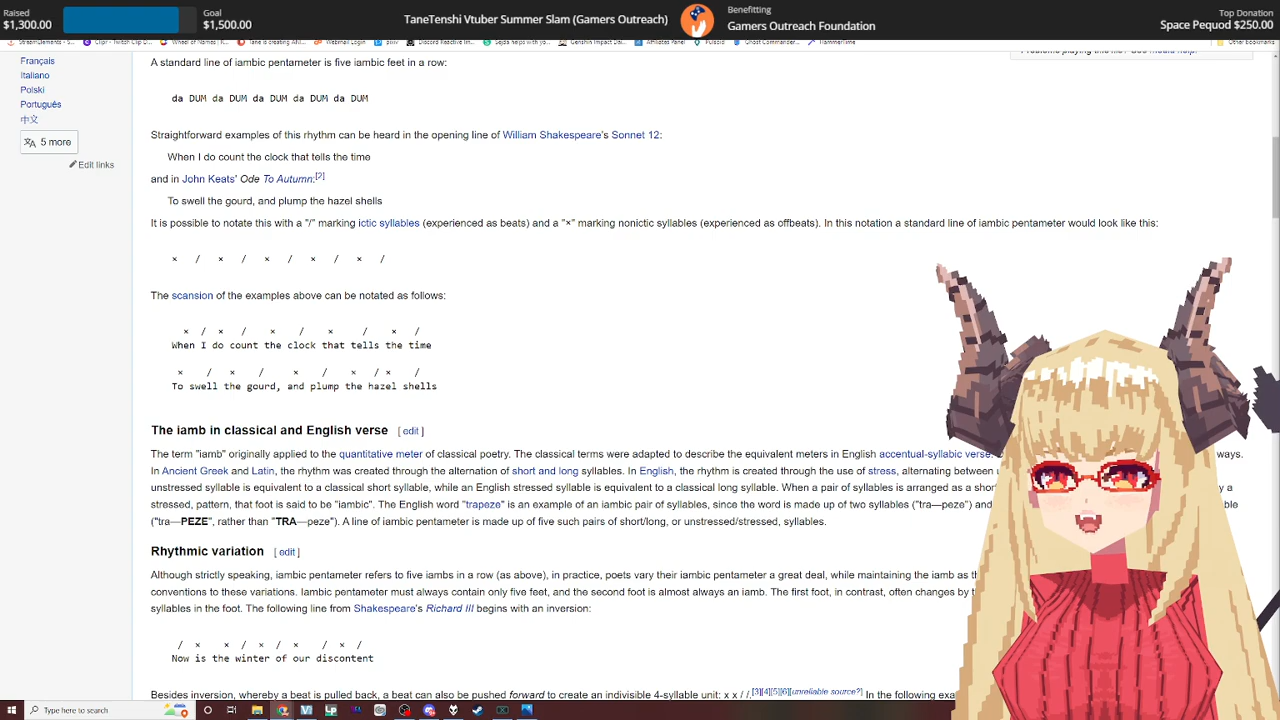 Raised
$1,300.00
Goal
$1,500.00
TaneTenshi Vtuber Summer Slam (Gamers Outreach)
Benefitting
Gamers Outreach Foundation
Top Donation
Space Pequod $250.00
Other bookmarks
Français
Italiano
Polski
Português
中文
5 more
Edit links
A standard line of iambic pentameter is five iambic feet in a row:
da DUM da DUM da DUM da DUM da DUM
Straightforward examples of this rhythm can be heard in the opening line of William Shakespeare's Sonnet 12:
When I do count the clock that tells the time
and in John Keats' Ode To Autumn:[2]
To swell the gourd, and plump the hazel shells
It is possible to notate this with a "/" marking ictic syllables (experienced as beats) and a "×" marking nonictic syllables (experienced as offbeats). In this notation a standard line of iambic pentameter would look like this:
× / × / × / × / × /
The scansion of the examples above can be notated as follows:
× / × / × / × / × /
When I do count the clock that tells the time
× / × / × / × / × /
To swell the gourd, and plump the hazel shells
The iamb in classical and English verse [ edit ]
The term "iamb" originally applied to the quantitative meter of classical poetry. The classical terms were adapted to describe the equivalent meters in English accentual-syllabic verse. ways.
In Ancient Greek and Latin, the rhythm was created through the alternation of short and long syllables. In English, the rhythm is created through the use of stress, alternating between
unstressed syllable is equivalent to a classical short syllable, while an English stressed syllable is equivalent to a classical long syllable. When a pair of syllables is arranged as a short by a
stressed, pattern, that foot is said to be "iambic". The English word "trapeze" is an example of an iambic pair of syllables, since the word is made up of two syllables ("tra—peze") and
("tra—PEZE", rather than "TRA—peze"). A line of iambic pentameter is made up of five such pairs of short/long, or unstressed/stressed, syllables.
Rhythmic variation [ edit ]
Although strictly speaking, iambic pentameter refers to five iambs in a row (as above), in practice, poets vary their iambic pentameter a great deal, while maintaining the iamb as
conventions to these variations. Iambic pentameter must always contain only five feet, and the second foot is almost always an iamb. The first foot, in contrast, often changes by
syllables in the foot. The following line from Shakespeare's Richard III begins with an inversion:
/ × × / × / × / × /
Now is the winter of our discontent
Besides inversion, whereby a beat is pulled back, a beat can also be pushed forward to create an indivisible 4-syllable unit: x x / /.[3][4][5][6][unreliable source?] In the following
Type here to search